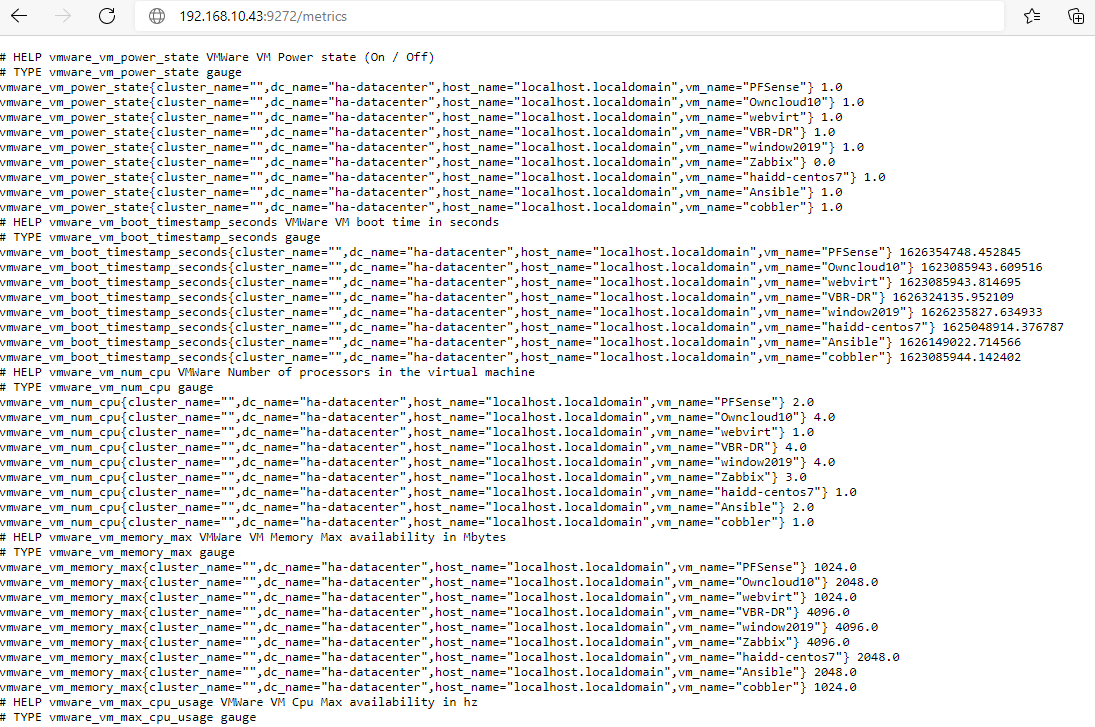 192.168.10.43:9272/metrics
# HELP vmware_vm_power_state VMWare VM Power state (On / Off)
# TYPE vmware_vm_power_state gauge
vmware_vm_power_state{cluster_name="",dc_name="ha-datacenter",host_name="localhost.localdomain",vm_name="PFSense"} 1.0
vmware_vm_power_state{cluster_name="",dc_name="ha-datacenter",host_name="localhost.localdomain",vm_name="Owncloud10"} 1.0
vmware_vm_power_state{cluster_name="",dc_name="ha-datacenter",host_name="localhost.localdomain",vm_name="webvirt"} 1.0
vmware_vm_power_state{cluster_name="",dc_name="ha-datacenter",host_name="localhost.localdomain",vm_name="VBR-DR"} 1.0
vmware_vm_power_state{cluster_name="",dc_name="ha-datacenter",host_name="localhost.localdomain",vm_name="window2019"} 1.0
vmware_vm_power_state{cluster_name="",dc_name="ha-datacenter",host_name="localhost.localdomain",vm_name="Zabbix"} 0.0
vmware_vm_power_state{cluster_name="",dc_name="ha-datacenter",host_name="localhost.localdomain",vm_name="haidd-centos7"} 1.0
vmware_vm_power_state{cluster_name="",dc_name="ha-datacenter",host_name="localhost.localdomain",vm_name="Ansible"} 1.0
vmware_vm_power_state{cluster_name="",dc_name="ha-datacenter",host_name="localhost.localdomain",vm_name="cobbler"} 1.0
# HELP vmware_vm_boot_timestamp_seconds VMWare VM boot time in seconds
# TYPE vmware_vm_boot_timestamp_seconds gauge
vmware_vm_boot_timestamp_seconds{cluster_name="",dc_name="ha-datacenter",host_name="localhost.localdomain",vm_name="PFSense"} 1626354748.452845
vmware_vm_boot_timestamp_seconds{cluster_name="",dc_name="ha-datacenter",host_name="localhost.localdomain",vm_name="Owncloud10"} 1623085943.609516
vmware_vm_boot_timestamp_seconds{cluster_name="",dc_name="ha-datacenter",host_name="localhost.localdomain",vm_name="webvirt"} 1623085943.814695
vmware_vm_boot_timestamp_seconds{cluster_name="",dc_name="ha-datacenter",host_name="localhost.localdomain",vm_name="VBR-DR"} 1626324135.952109
vmware_vm_boot_timestamp_seconds{cluster_name="",dc_name="ha-datacenter",host_name="localhost.localdomain",vm_name="window2019"} 1626235827.634933
vmware_vm_boot_timestamp_seconds{cluster_name="",dc_name="ha-datacenter",host_name="localhost.localdomain",vm_name="haidd-centos7"} 1625048914.376787
vmware_vm_boot_timestamp_seconds{cluster_name="",dc_name="ha-datacenter",host_name="localhost.localdomain",vm_name="Ansible"} 1626149022.714566
vmware_vm_boot_timestamp_seconds{cluster_name="",dc_name="ha-datacenter",host_name="localhost.localdomain",vm_name="cobbler"} 1623085944.142402
# HELP vmware_vm_num_cpu VMWare Number of processors in the virtual machine
# TYPE vmware_vm_num_cpu gauge
vmware_vm_num_cpu{cluster_name="",dc_name="ha-datacenter",host_name="localhost.localdomain",vm_name="PFSense"} 2.0
vmware_vm_num_cpu{cluster_name="",dc_name="ha-datacenter",host_name="localhost.localdomain",vm_name="Owncloud10"} 4.0
vmware_vm_num_cpu{cluster_name="",dc_name="ha-datacenter",host_name="localhost.localdomain",vm_name="webvirt"} 1.0
vmware_vm_num_cpu{cluster_name="",dc_name="ha-datacenter",host_name="localhost.localdomain",vm_name="VBR-DR"} 4.0
vmware_vm_num_cpu{cluster_name="",dc_name="ha-datacenter",host_name="localhost.localdomain",vm_name="window2019"} 4.0
vmware_vm_num_cpu{cluster_name="",dc_name="ha-datacenter",host_name="localhost.localdomain",vm_name="Zabbix"} 3.0
vmware_vm_num_cpu{cluster_name="",dc_name="ha-datacenter",host_name="localhost.localdomain",vm_name="haidd-centos7"} 1.0
vmware_vm_num_cpu{cluster_name="",dc_name="ha-datacenter",host_name="localhost.localdomain",vm_name="Ansible"} 2.0
vmware_vm_num_cpu{cluster_name="",dc_name="ha-datacenter",host_name="localhost.localdomain",vm_name="cobbler"} 1.0
# HELP vmware_vm_memory_max VMWare VM Memory Max availability in Mbytes
# TYPE vmware_vm_memory_max gauge
vmware_vm_memory_max{cluster_name="",dc_name="ha-datacenter",host_name="localhost.localdomain",vm_name="PFSense"} 1024.0
vmware_vm_memory_max{cluster_name="",dc_name="ha-datacenter",host_name="localhost.localdomain",vm_name="Owncloud10"} 2048.0
vmware_vm_memory_max{cluster_name="",dc_name="ha-datacenter",host_name="localhost.localdomain",vm_name="webvirt"} 1024.0
vmware_vm_memory_max{cluster_name="",dc_name="ha-datacenter",host_name="localhost.localdomain",vm_name="VBR-DR"} 4096.0
vmware_vm_memory_max{cluster_name="",dc_name="ha-datacenter",host_name="localhost.localdomain",vm_name="window2019"} 4096.0
vmware_vm_memory_max{cluster_name="",dc_name="ha-datacenter",host_name="localhost.localdomain",vm_name="Zabbix"} 4096.0
vmware_vm_memory_max{cluster_name="",dc_name="ha-datacenter",host_name="localhost.localdomain",vm_name="haidd-centos7"} 2048.0
vmware_vm_memory_max{cluster_name="",dc_name="ha-datacenter",host_name="localhost.localdomain",vm_name="Ansible"} 2048.0
vmware_vm_memory_max{cluster_name="",dc_name="ha-datacenter",host_name="localhost.localdomain",vm_name="cobbler"} 1024.0
# HELP vmware_vm_max_cpu_usage VMWare VM Cpu Max availability in hz
# TYPE vmware_vm_max_cpu_usage gauge